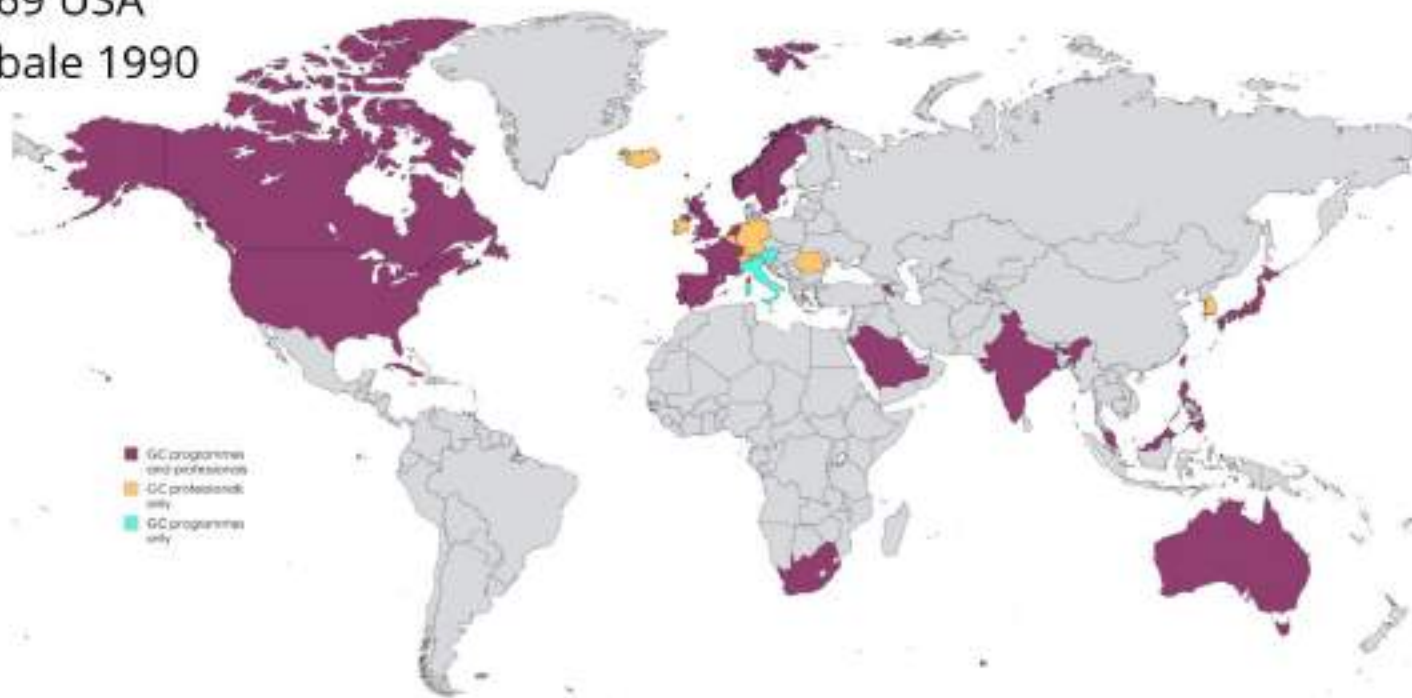 69 USA
bale 1990
GC programmes
and professionals
GC professionals
only
GC programmes
only